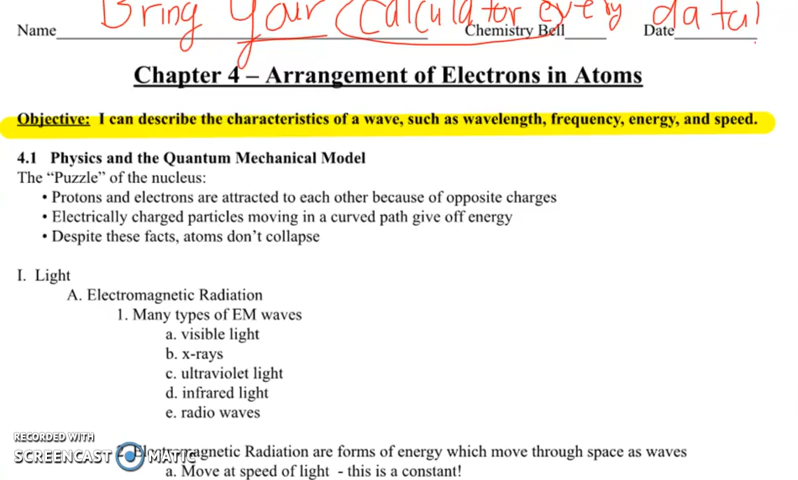 Bring Your Calculator every data!
Name Chemistry Bell Date
Chapter 4 – Arrangement of Electrons in Atoms
Objective: I can describe the characteristics of a wave, such as wavelength, frequency, energy, and speed.
4.1 Physics and the Quantum Mechanical Model
The “Puzzle” of the nucleus:
• Protons and electrons are attracted to each other because of opposite charges
• Electrically charged particles moving in a curved path give off energy
• Despite these facts, atoms don’t collapse
I. Light
A. Electromagnetic Radiation
1. Many types of EM waves
a. visible light
b. x-rays
c. ultraviolet light
d. infrared light
e. radio waves
2. Electromagnetic Radiation are forms of energy which move through space as waves
a. Move at speed of light - this is a constant!
RECORDED WITH
SCREENCAST MATIC